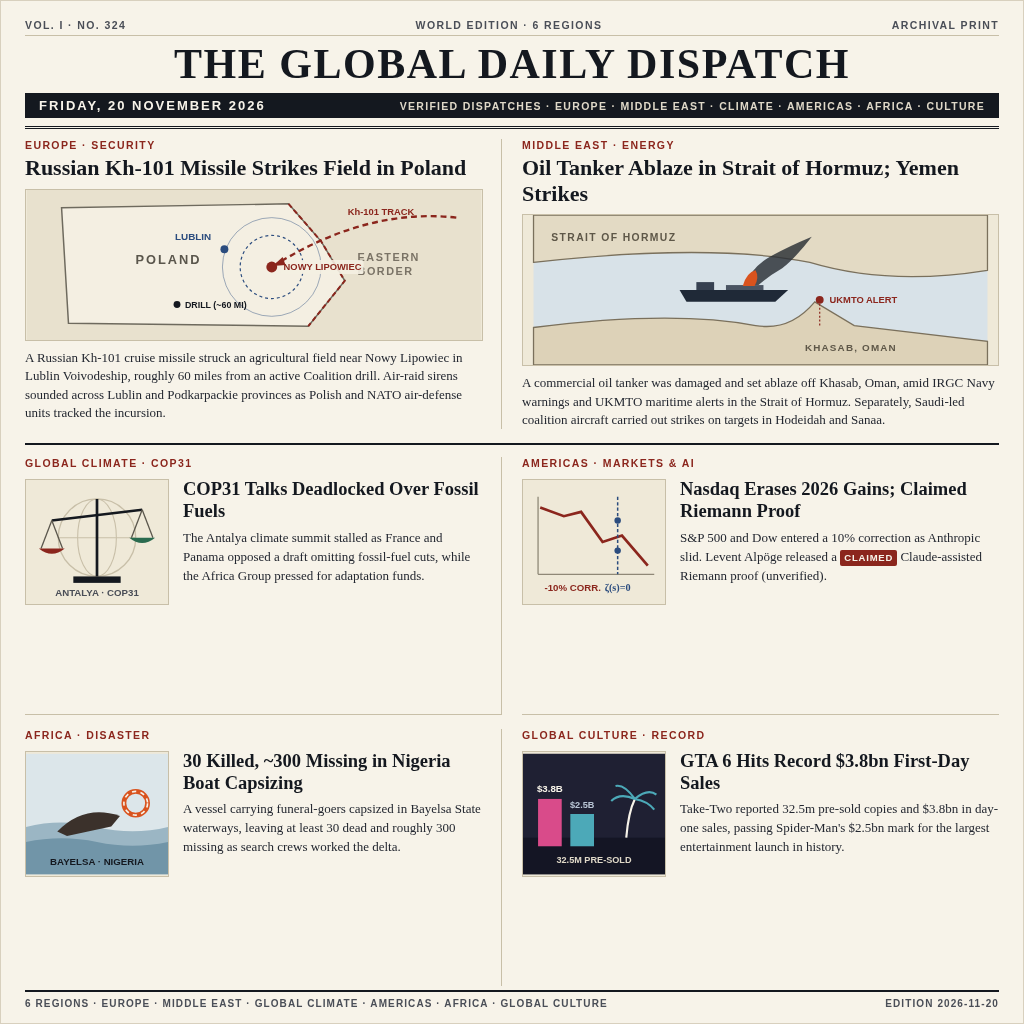 VOL. I · NO. 324
WORLD EDITION · 6 REGIONS
ARCHIVAL PRINT
THE GLOBAL DAILY DISPATCH
FRIDAY, 20 NOVEMBER 2026
VERIFIED DISPATCHES · EUROPE · MIDDLE EAST · CLIMATE · AMERICAS · AFRICA · CULTURE
EUROPE · SECURITY
Russian Kh-101 Missile Strikes Field in Poland
Kh-101 TRACK
LUBLIN
POLAND
EASTERN
BORDER
NOWY LIPOWIEC
DRILL (~60 MI)
A Russian Kh-101 cruise missile struck an agricultural field near Nowy Lipowiec in
Lublin Voivodeship, roughly 60 miles from an active Coalition drill. Air-raid sirens
sounded across Lublin and Podkarpackie provinces as Polish and NATO air-defense
units tracked the incursion.
MIDDLE EAST · ENERGY
Oil Tanker Ablaze in Strait of Hormuz; Yemen
Strikes
STRAIT OF HORMUZ
UKMTO ALERT
KHASAB, OMAN
A commercial oil tanker was damaged and set ablaze off Khasab, Oman, amid IRGC Navy
warnings and UKMTO maritime alerts in the Strait of Hormuz. Separately, Saudi-led
coalition aircraft carried out strikes on targets in Hodeidah and Sanaa.
GLOBAL CLIMATE · COP31
ANTALYA · COP31
COP31 Talks Deadlocked Over Fossil
Fuels
The Antalya climate summit stalled as France and
Panama opposed a draft omitting fossil-fuel cuts, while
the Africa Group pressed for adaptation funds.
AMERICAS · MARKETS & AI
-10% CORR. ζ(s)=0
Nasdaq Erases 2026 Gains; Claimed
Riemann Proof
S&P 500 and Dow entered a 10% correction as Anthropic
slid. Levent Alpöge released a CLAIMED Claude-assisted
Riemann proof (unverified).
AFRICA · DISASTER
BAYELSA · NIGERIA
30 Killed, ~300 Missing in Nigeria
Boat Capsizing
A vessel carrying funeral-goers capsized in Bayelsa State
waterways, leaving at least 30 dead and roughly 300
missing as search crews worked the delta.
GLOBAL CULTURE · RECORD
$3.8B
$2.5B
32.5M PRE-SOLD
GTA 6 Hits Record $3.8bn First-Day
Sales
Take-Two reported 32.5m pre-sold copies and $3.8bn in day-
one sales, passing Spider-Man's $2.5bn mark for the largest
entertainment launch in history.
6 REGIONS · EUROPE · MIDDLE EAST · GLOBAL CLIMATE · AMERICAS · AFRICA · GLOBAL CULTURE
EDITION 2026-11-20